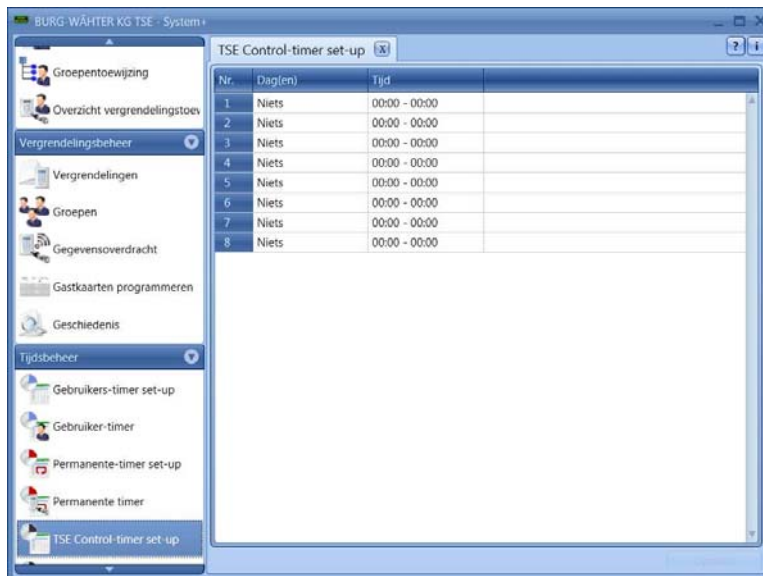 BURG-WÄHTER KG TSE - System+
Groepentoewijzing
Overzicht vergrendelingstoev
Vergrendelingsbeheer
Vergrendelingen
Groepen
Gegevensoverdracht
Gastkaarten programmeren
Geschiedenis
Tijdsbeheer
Gebruikers-timer set-up
Gebruiker-timer
Permanente-timer set-up
Permanente timer
TSE Control-timer set-up
TSE Control-timer set-up X
? i
Nr. Dag(en) Tijd
1 Niets 00:00 - 00:00
2 Niets 00:00 - 00:00
3 Niets 00:00 - 00:00
4 Niets 00:00 - 00:00
5 Niets 00:00 - 00:00
6 Niets 00:00 - 00:00
7 Niets 00:00 - 00:00
8 Niets 00:00 - 00:00